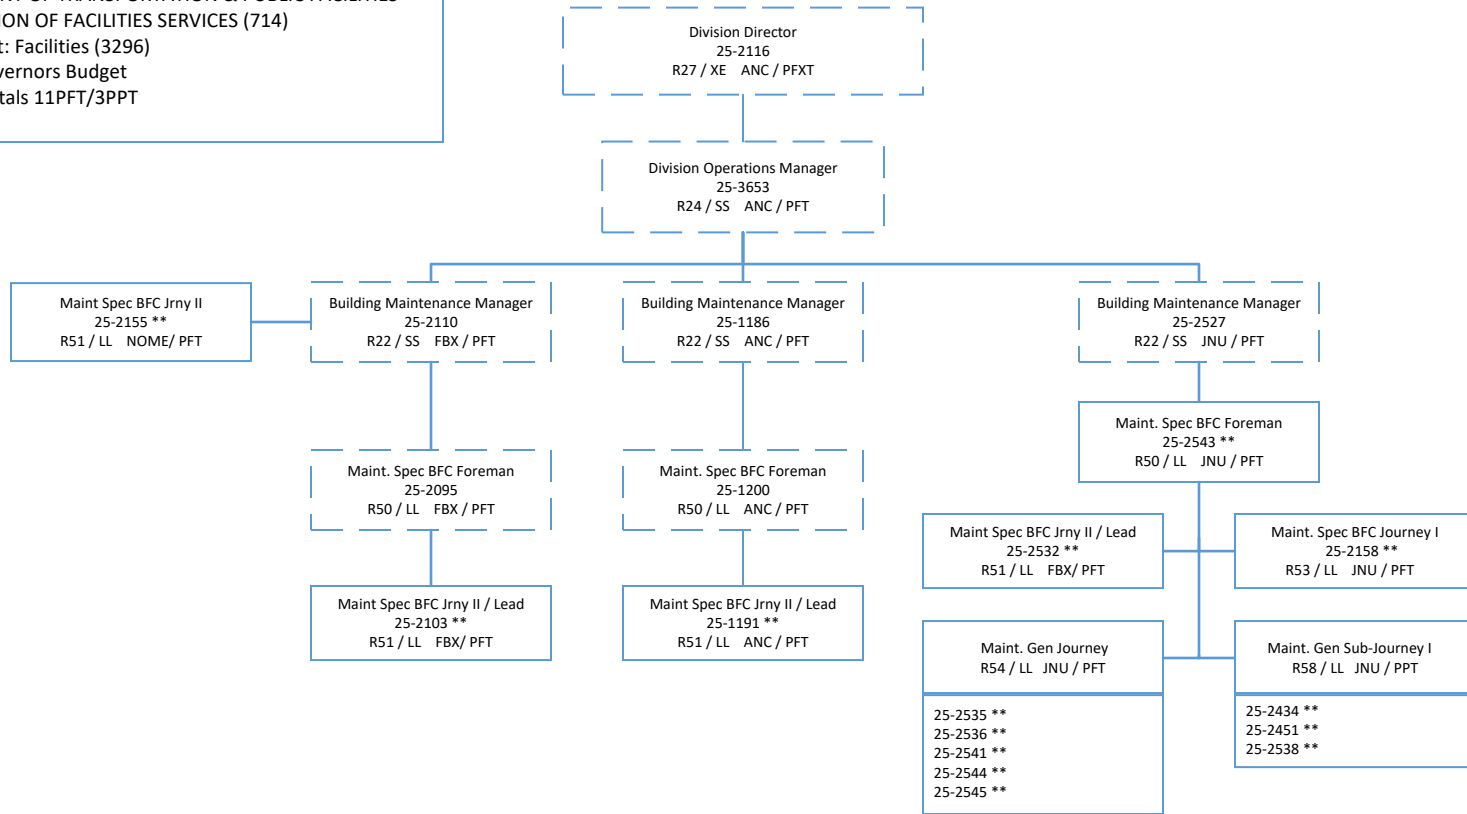 OF TRANSPORTATION & PUBLIC FACILITIES
OF FACILITIES SERVICES (714)
Facilities (3296)
Budget
11PFT/3PPT
Division Director
25-2116
R27 / XE ANC / PFXT
Division Operations Manager
25-3653
R24 / SS ANC / PFT
Maint Spec BFC Jrny II
25-2155 **
R51 / LL NOME/ PFT
Building Maintenance Manager
25-2110
R22 / SS FBX / PFT
Building Maintenance Manager
25-1186
R22 / SS ANC / PFT
Building Maintenance Manager
25-2527
R22 / SS JNU / PFT
Maint. Spec BFC Foreman
25-2543 **
R50 / LL JNU / PFT
Maint. Spec BFC Foreman
25-2095
R50 / LL FBX / PFT
Maint. Spec BFC Foreman
25-1200
R50 / LL ANC / PFT
Maint Spec BFC Jrny II / Lead
25-2532 **
R51 / LL FBX/ PFT
Maint. Spec BFC Journey I
25-2158 **
R53 / LL JNU / PFT
Maint Spec BFC Jrny II / Lead
25-2103 **
R51 / LL FBX/ PFT
Maint Spec BFC Jrny II / Lead
25-1191 **
R51 / LL ANC / PFT
Maint. Gen Journey
R54 / LL JNU / PFT
25-2535 **
25-2536 **
25-2541 **
25-2544 **
25-2545 **
Maint. Gen Sub-Journey I
R58 / LL JNU / PPT
25-2434 **
25-2451 **
25-2538 **